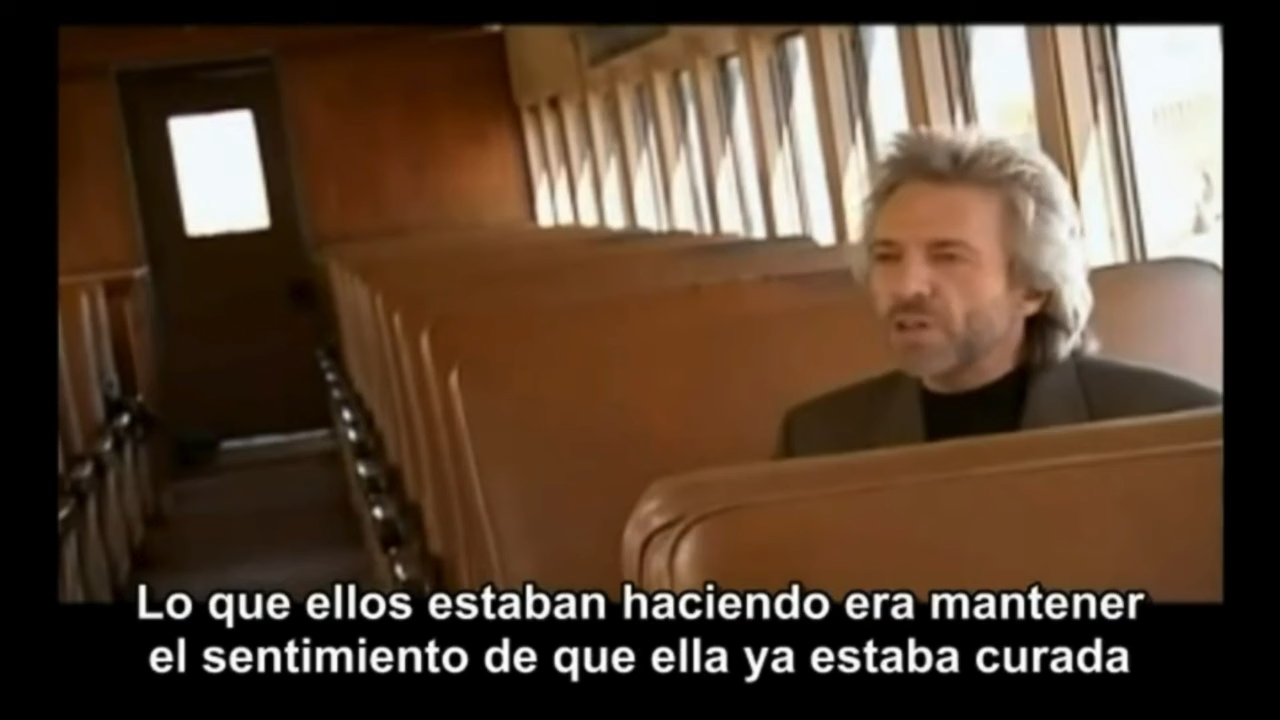 Lo que ellos estaban haciendo era mantener
el sentimiento de que ella ya estaba curada